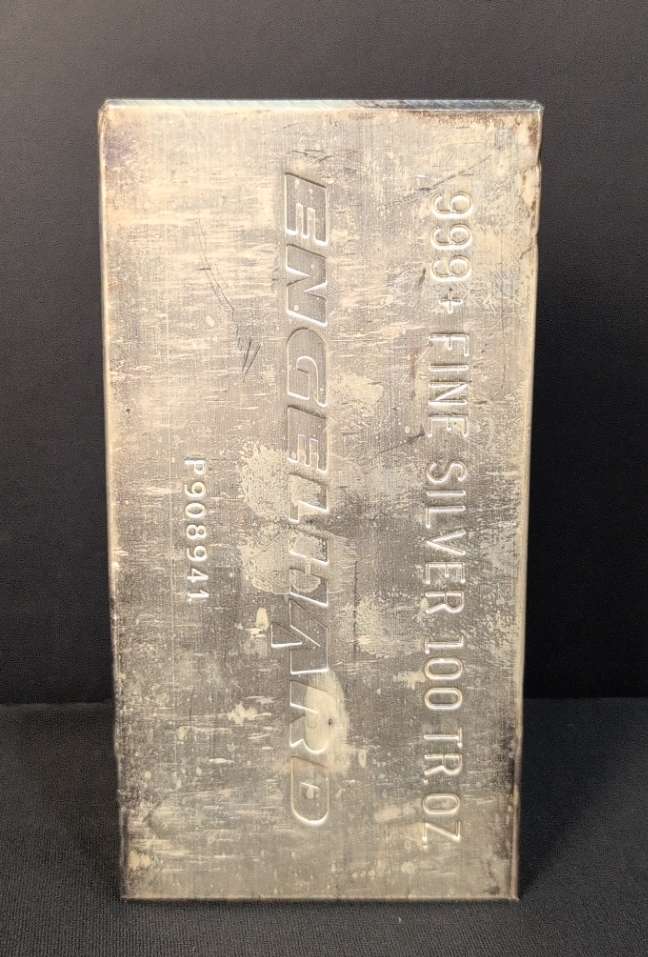 999+ FINE SILVER 100 TR OZ
ENGELHARD
P908941